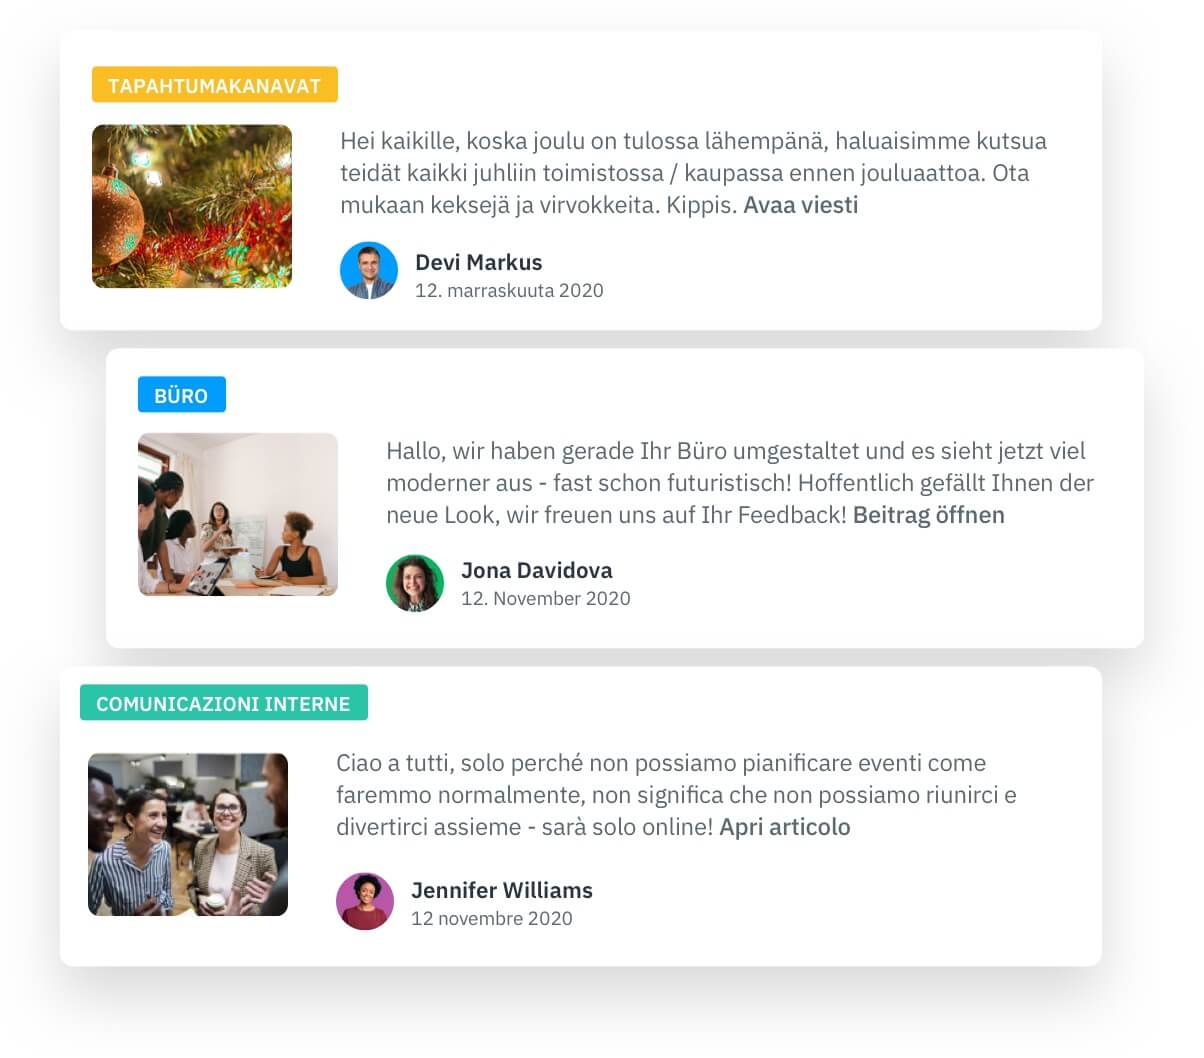 TAPAHTUMAKANAVAT
Hei kaikille, koska joulu on tulossa lähempänä, haluaisimme kutsua
teidät kaikki juhliin toimistossa / kaupassa ennen jouluaattoa. Ota
mukaan keksejä ja virvokkeita. Kippis. Avaa viesti
Devi Markus
12. marraskuuta 2020
BÜRO
Hallo, wir haben gerade Ihr Büro umgestaltet und es sieht jetzt viel
moderner aus - fast schon futuristisch! Hoffentlich gefällt Ihnen der
neue Look, wir freuen uns auf Ihr Feedback! Beitrag öffnen
Jona Davidova
12. November 2020
COMUNICAZIONI INTERNE
Ciao a tutti, solo perché non possiamo pianificare eventi come
faremmo normalmente, non significa che non possiamo riunirci e
divertirci assieme - sarà solo online! Apri articolo
Jennifer Williams
12 novembre 2020